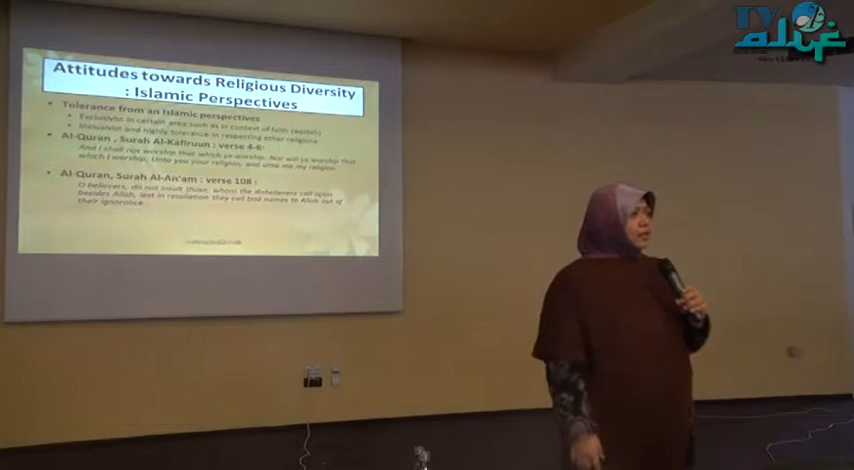 TV
aLuf
Attitudes towards Religious Diversity
: Islamic Perspectives
• Tolerance from an Islamic perspectives
• Exclusivist in certain area such as in context of faith
• Inclusivist and highly tolerance in respecting other religions
• Al-Quran , Surah Al-Kafiruun : verse 4-6:
And I shall not worship that which ye worship. Nor will ye worship that
which I worship. Unto you your religion, and unto me my religion.
• Al-Quran, Surah Al-An'am : verse 108 :
O believers, do not insult those, whom the disbelievers call upon
besides Allah, lest in retaliation they call bad names to Allah out of
their ignorance.